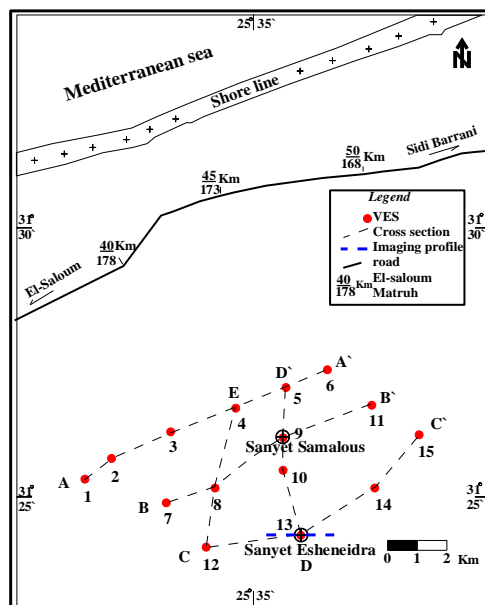 25° 35`
Mediterranean sea
N
Shore line
Sidi Barrani
50
168 Km
45
173 Km
Legend
VES
Cross section
Imaging profile
road
40
178 Km El-saloum
Matruh
31°
30`
31°
30`
40
178 Km
El-Saloum
D`
A`
E
5
6
4
B`
3
9
11
C`
Sanyet Samalous
15
2
A
1
10
31°
25`
31°
25`
B
7
8
14
13
C
12
Sanyet Esheneidra
D
0 1 2 Km
25° 35`